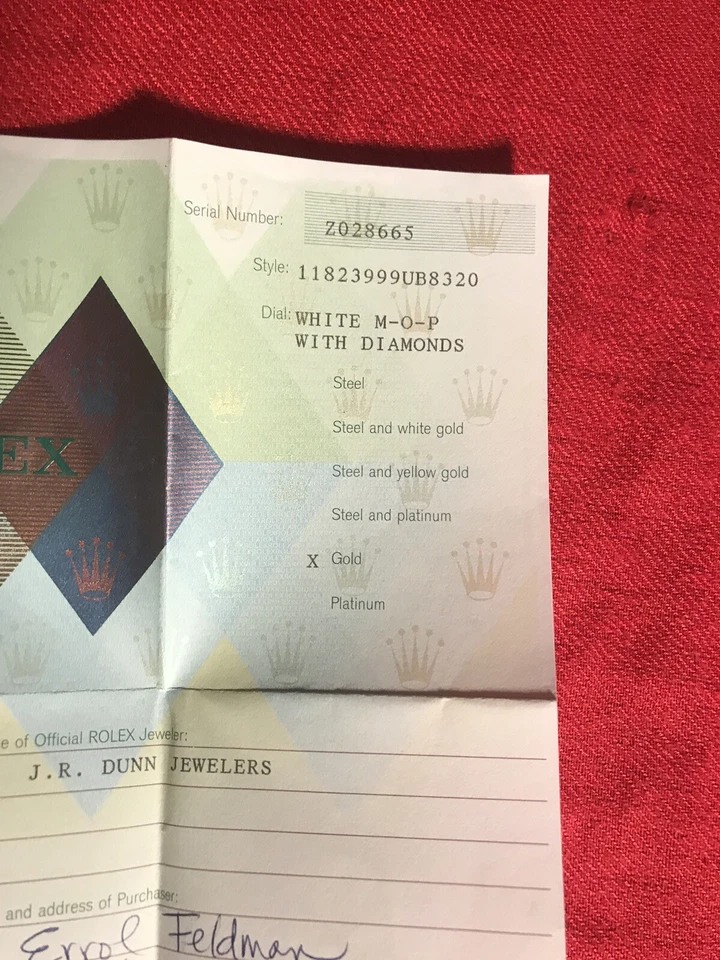 Serial Number: Z028665
Style: 11823999UB8320
Dial: WHITE M-O-P
WITH DIAMONDS
Steel
Steel and white gold
EX
Steel and yellow gold
Steel and platinum
X Gold
Platinum
e of Official ROLEX Jeweler:
J.R. DUNN JEWELERS
and address of Purchaser:
Errol Feldman